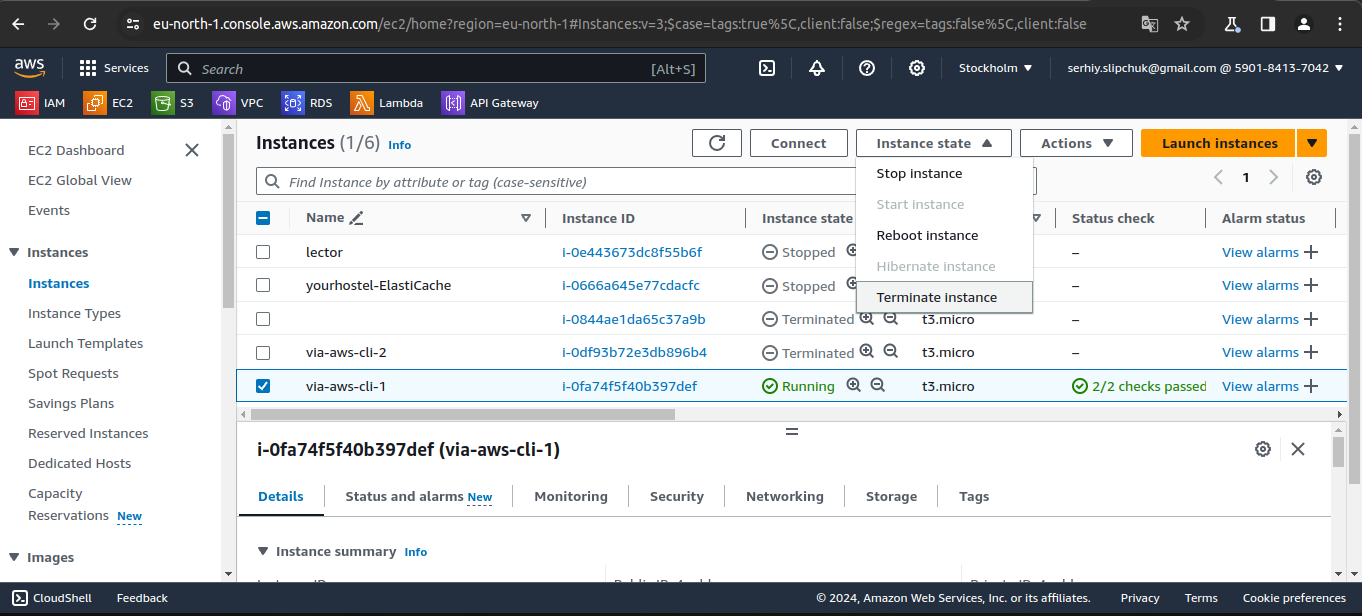 eu-north-1.console.aws.amazon.com/ec2/home?region=eu-north-1#Instances:v=3;$case=tags:true%5C,client:false;$regex=tags:false%5C,client:false
aws Services Search [Alt+S] Stockholm serhiy.slipchuk@gmail.com @ 5901-8413-7042
IAM EC2 S3 VPC RDS Lambda API Gateway
EC2 Dashboard
EC2 Global View
Events
Instances
Instances
Instance Types
Launch Templates
Spot Requests
Savings Plans
Reserved Instances
Dedicated Hosts
Capacity
Reservations New
Images
Instances (1/6) Info
Connect Instance state Actions Launch instances
Find Instance by attribute or tag (case-sensitive)
1
Stop instance
Start instance
Reboot instance
Hibernate instance
Terminate instance
Name Instance ID Instance state Status check Alarm status
lector i-0e443673dc8f55b6f Stopped – View alarms
yourhostel-ElastiCache i-0666a645e77cdacfc Stopped – View alarms
i-0844ae1da65c37a9b Terminated t3.micro – View alarms
via-aws-cli-2 i-0df93b72e3db896b4 Terminated t3.micro – View alarms
via-aws-cli-1 i-0fa74f5f40b397def Running t3.micro 2/2 checks passed View alarms
i-0fa74f5f40b397def (via-aws-cli-1)
Details Status and alarms New Monitoring Security Networking Storage Tags
Instance summary Info
CloudShell Feedback © 2024, Amazon Web Services, Inc. or its affiliates. Privacy Terms Cookie preferences